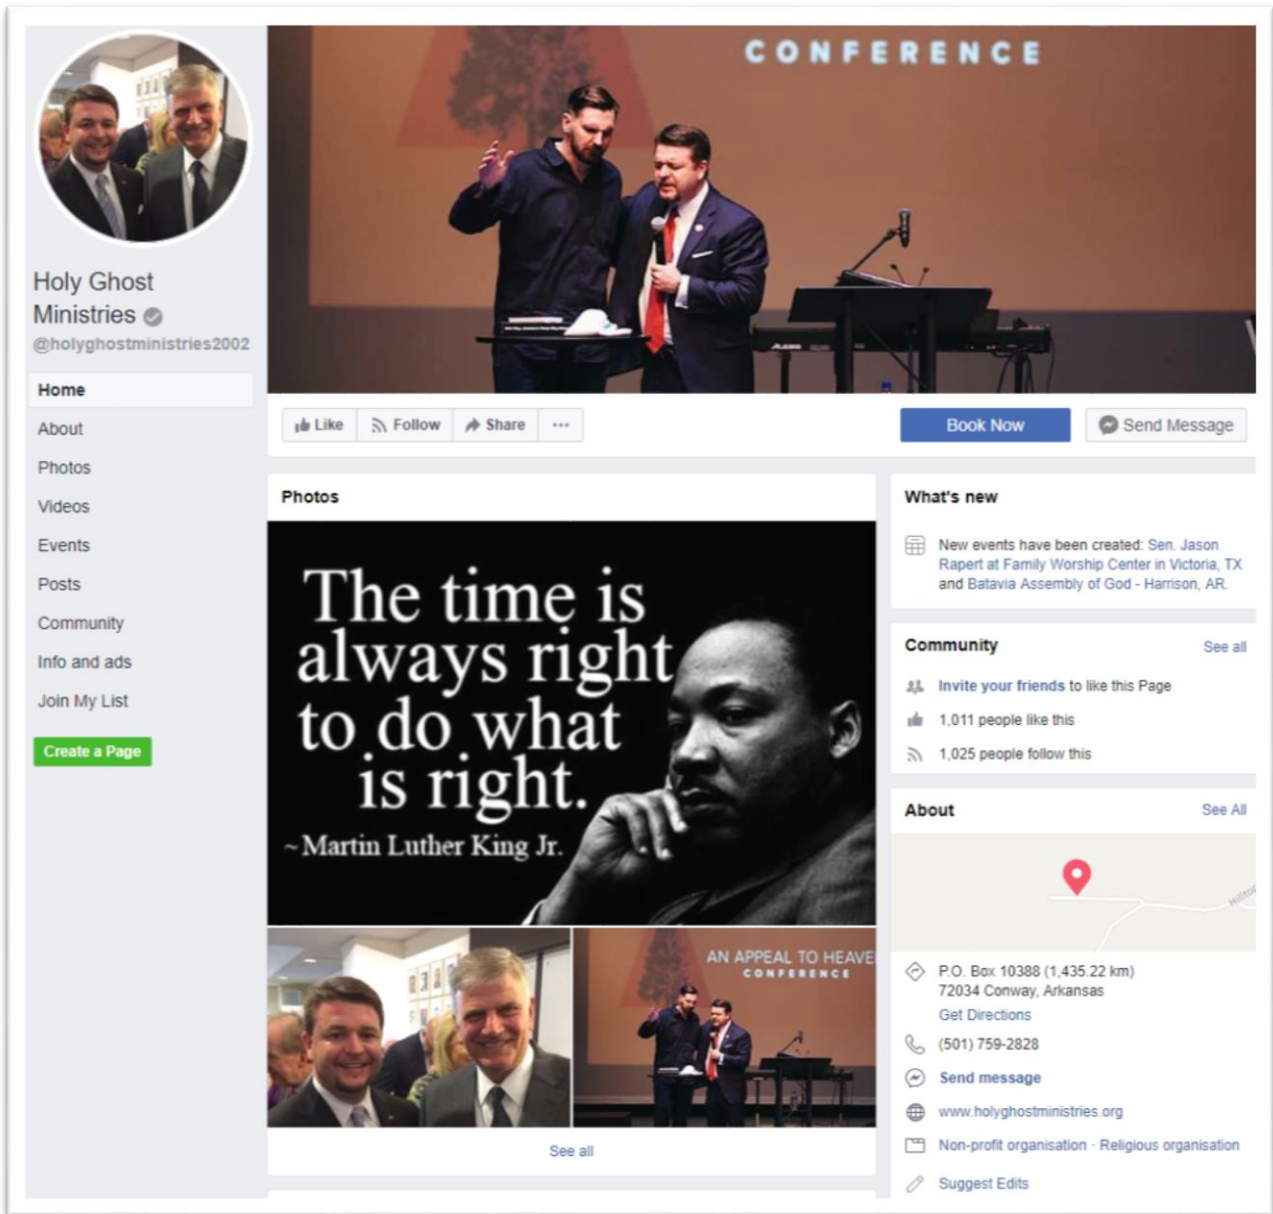 CONFERENCE
Holy Ghost
Ministries
@holyghostministries2002
Home
About
Photos
Videos
Events
Posts
Community
Info and ads
Join My List
Create a Page
Like
Follow
Share
...
Book Now
Send Message
Photos
The time is
always right
to do what
is right.
~Martin Luther King Jr.
AN APPEAL TO HEAVE
CONFERENCE
See all
What's new
New events have been created: Sen. Jason
Rapert at Family Worship Center in Victoria, TX
and Batavia Assembly of God - Harrison, AR.
Community
See all
Invite your friends to like this Page
1,011 people like this
1,025 people follow this
About
See All
P.O. Box 10388 (1,435.22 km)
72034 Conway, Arkansas
Get Directions
(501) 759-2828
Send message
www.holyghostministries.org
Non-profit organisation · Religious organisation
Suggest Edits